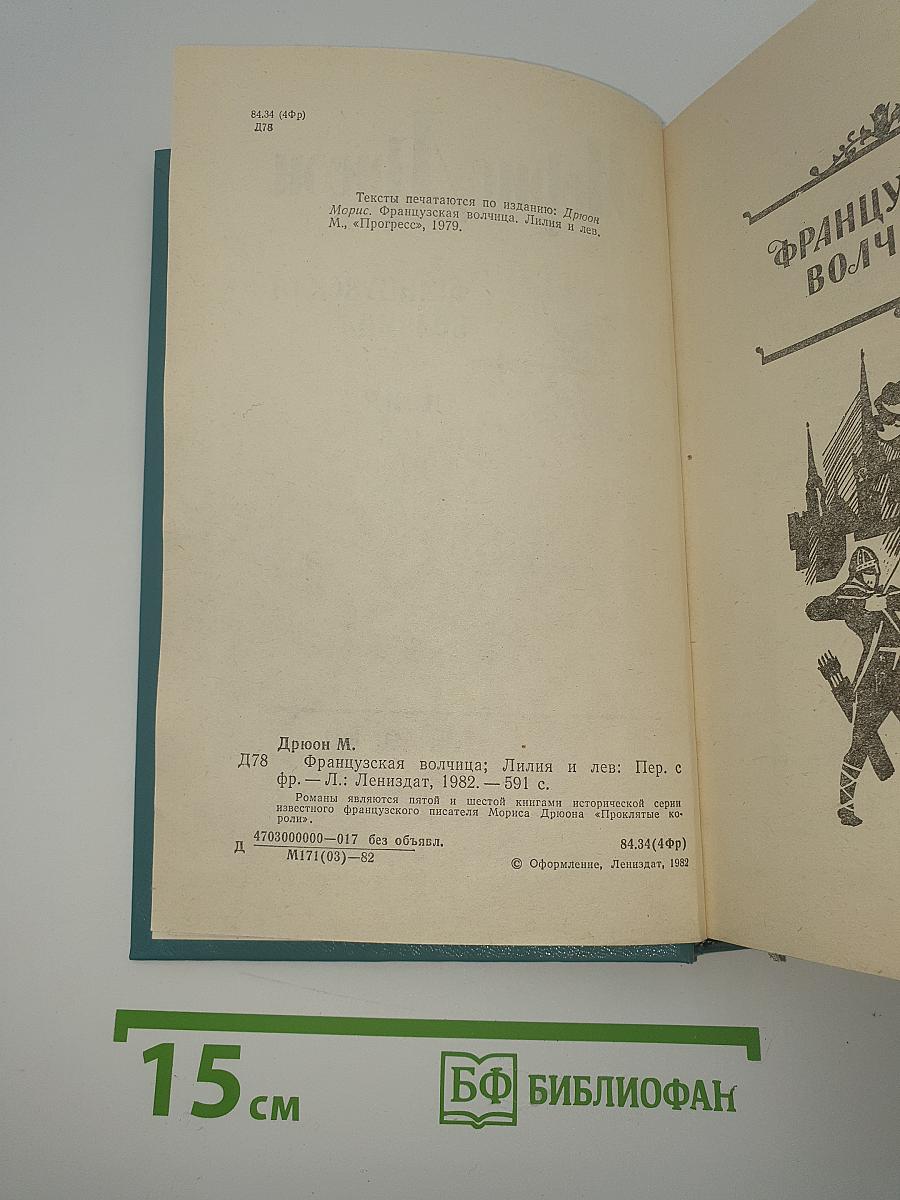 84.34 (4Фр)
Д78
Тексты печатаются по изданию: Дрюон
Морис. Французская волчица. Лилия и лев.
М., «Прогресс», 1979.
Дрюон М.
Д78 Французская волчица; Лилия и лев: Пер. с
фр. — Л.: Лениздат, 1982. — 591 с.
Романы являются пятой и шестой книгами исторической серии
известного французского писателя Мориса Дрюона «Проклятые ко-
роли».
Д 4703000000—017 без объявл.
М171(03)—82
84.34(4Фр)
© Оформление, Лениздат, 1982
ФРАНЦУ
ВОЛЧ
15 см
БФ БИБЛИОФАН